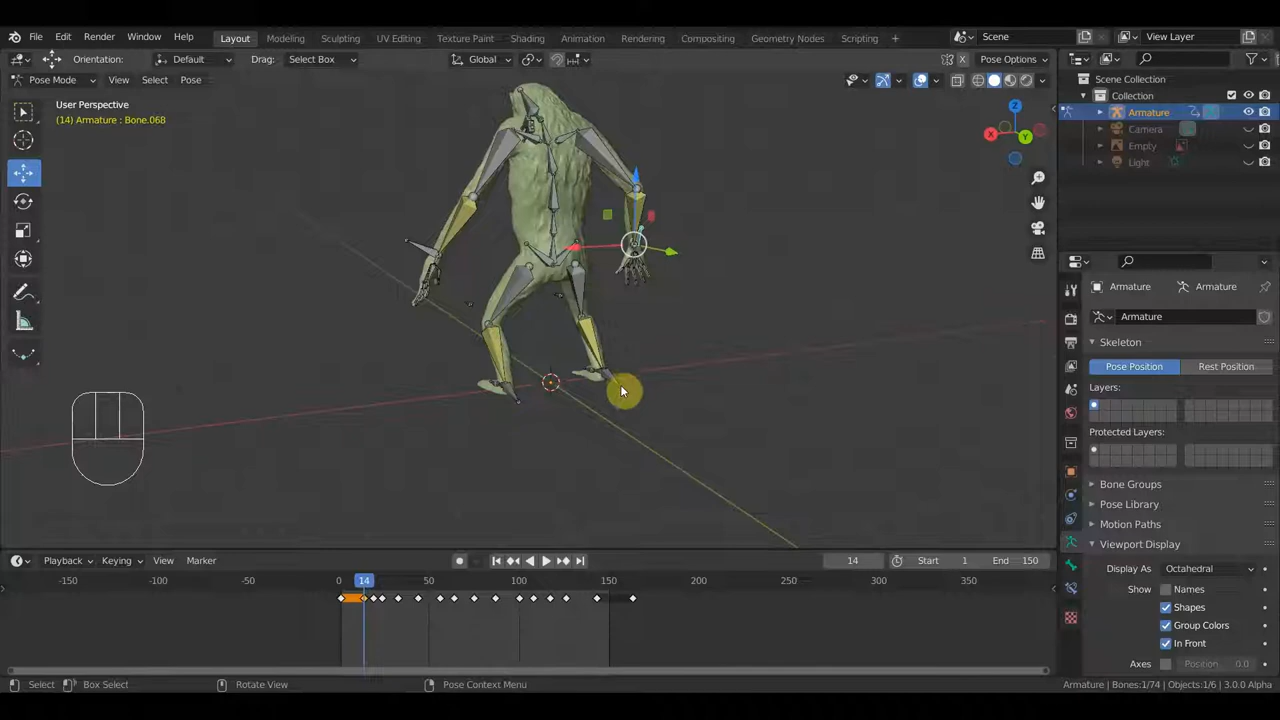 File Edit Render Window Help Layout Modeling Sculpting UV Editing Texture Paint Shading Animation Rendering Compositing Geometry Nodes Scripting + Scene View Layer
Orientation: Default Drag: Select Box Global X Pose Options
Pose Mode View Select Pose
User Perspective
(14) Armature : Bone.068
Z
X
Y
Scene Collection
Collection
Armature
Camera
Empty
Light
Armature Armature
Armature
Skeleton
Pose Position Rest Position
Layers:
Protected Layers:
Bone Groups
Pose Library
Motion Paths
Viewport Display
Display As Octahedral
Show Names
Shapes
Group Colors
In Front
Axes Position 0.0
Playback Keying View Marker 14 Start 1 End 150
-150 -100 -50 0 14 50 100 150 200 250 300 350
Select Box Select Rotate View Pose Context Menu Armature | Bones:1/74 | Objects:1/6 | 3.0.0 Alpha